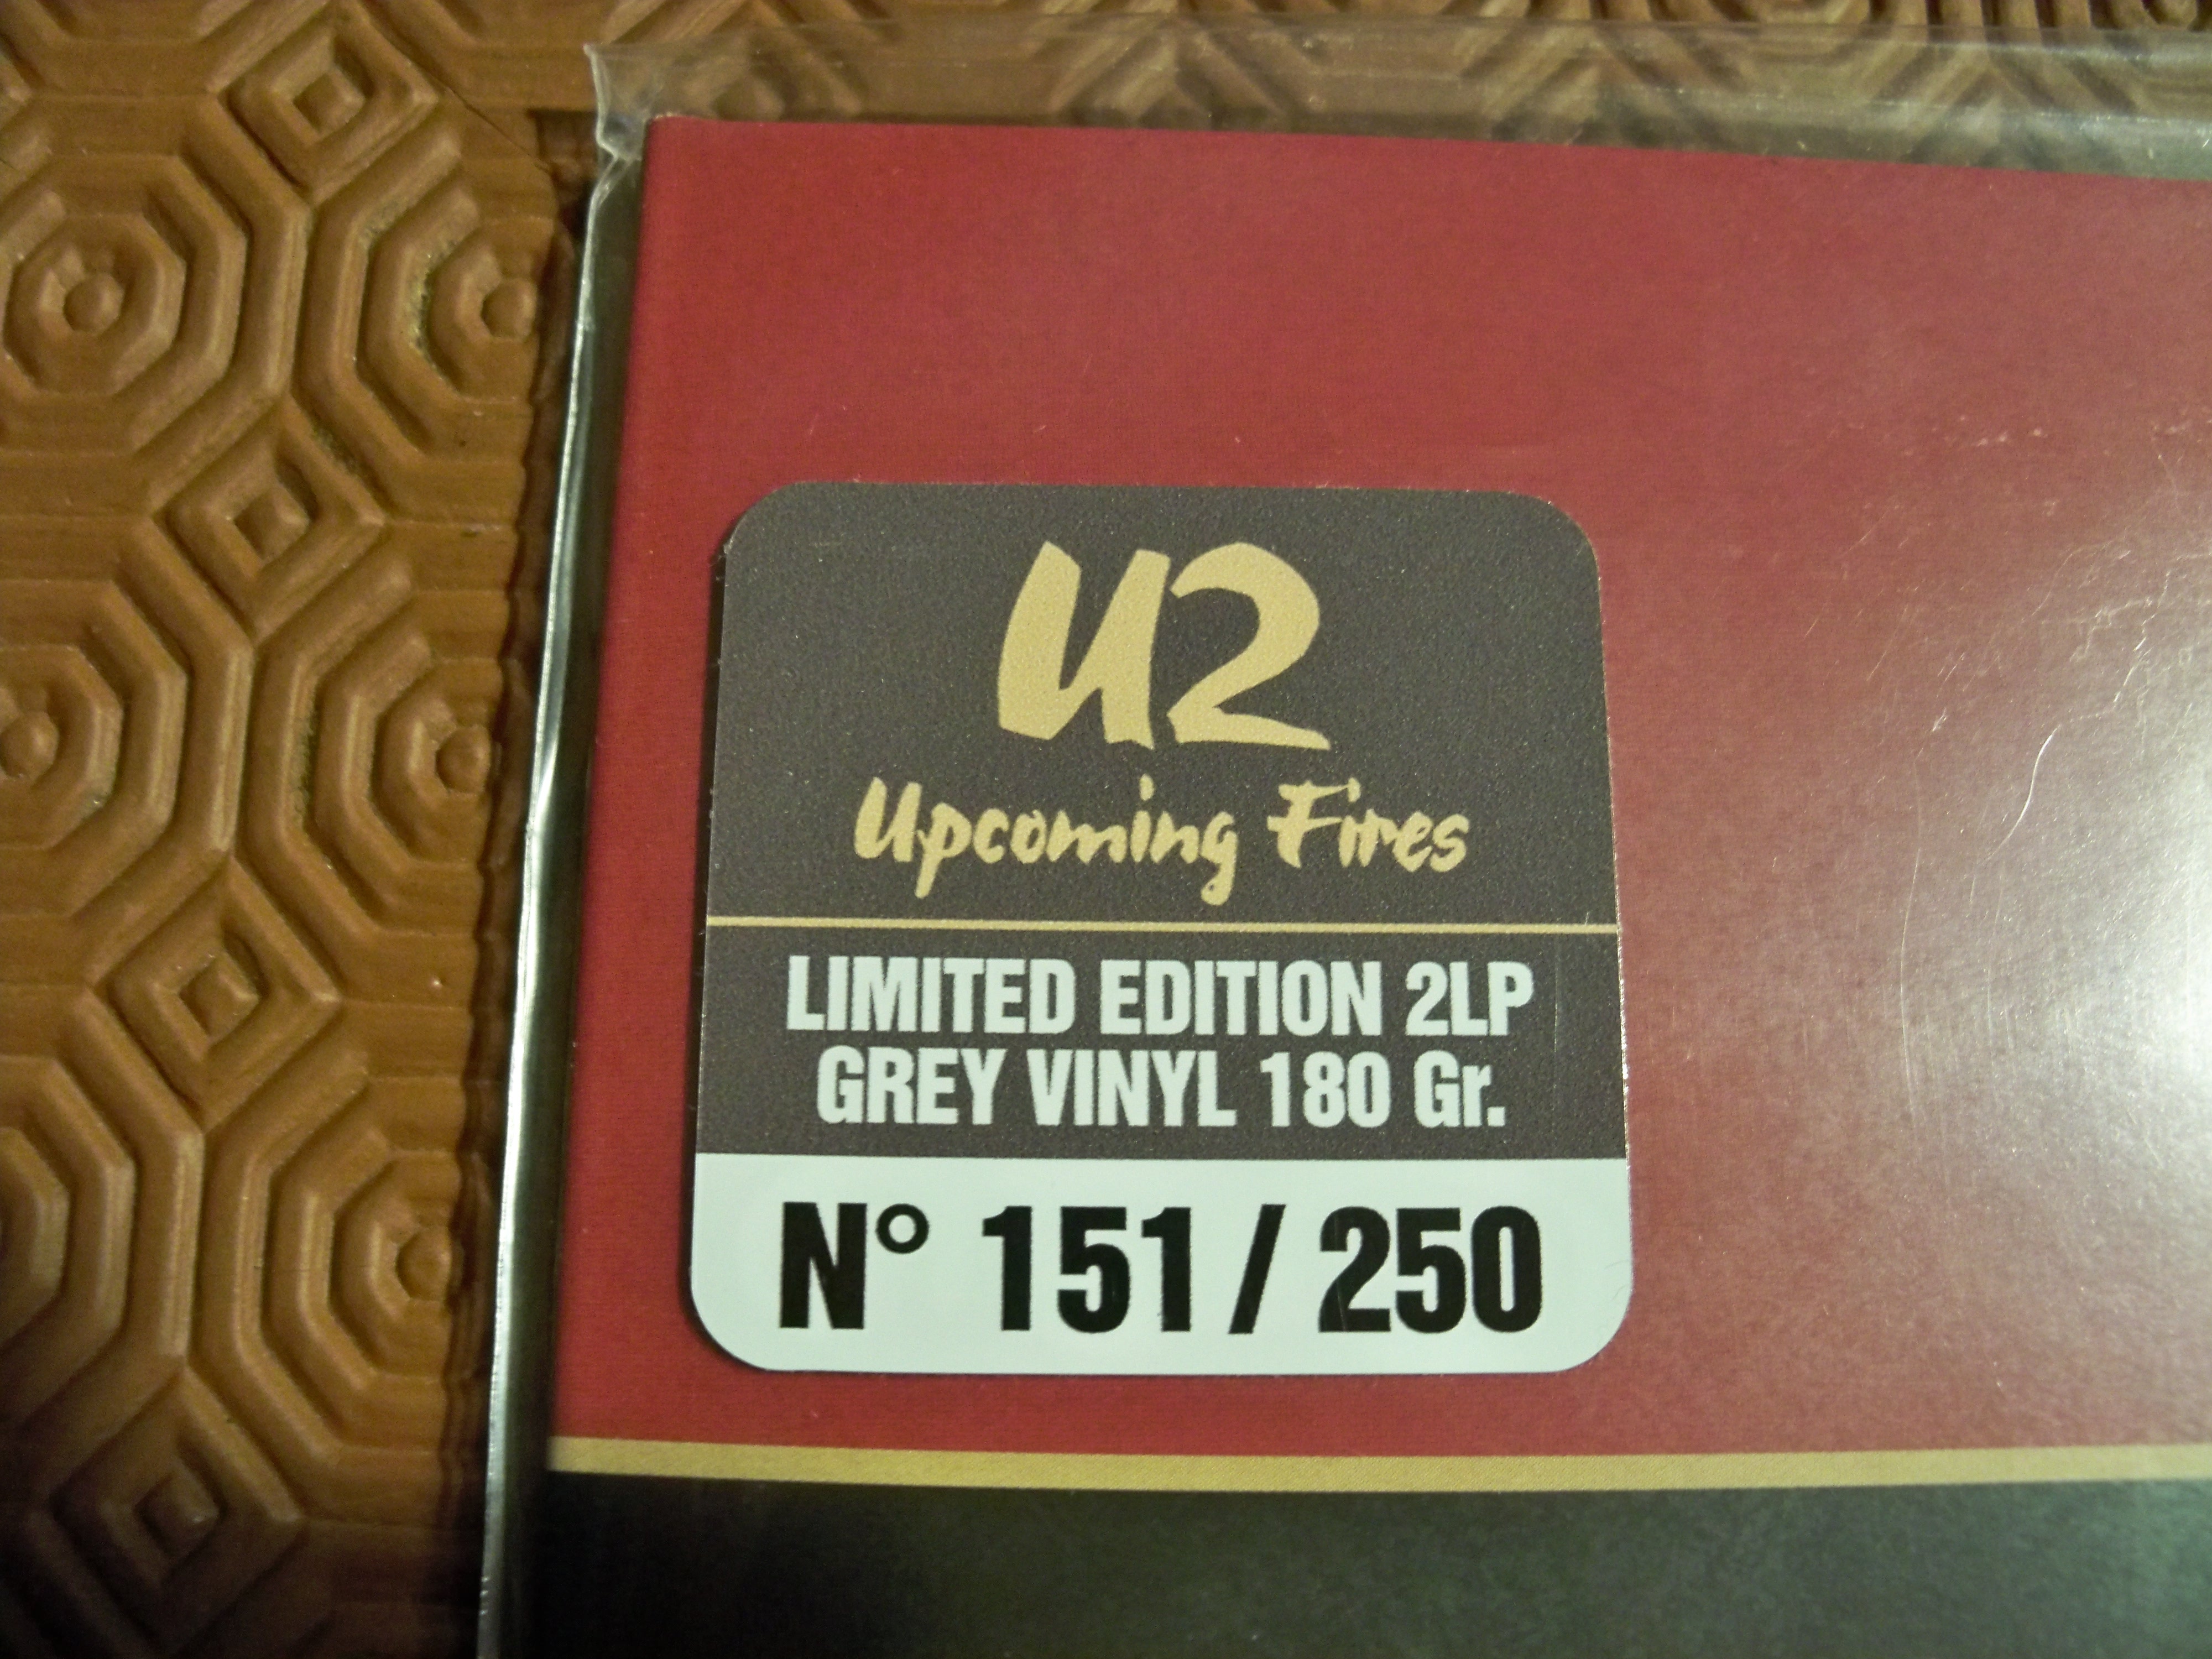 U2
Upcoming Fires
LIMITED EDITION 2LP
GREY VINYL 180 Gr.
N° 151 / 250